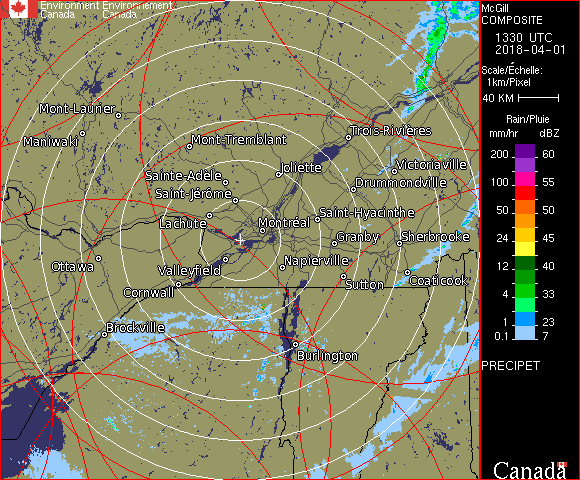 Environment Environnement
Canada Canada
McGill
COMPOSITE
1330 UTC
2018-04-01
Scale/Échelle:
1km/Pixel
40 KM
Rain/Pluie
mm/hr dBZ
200 60
100 55
50 50
24 45
12 40
4 33
1 23
0.1 7
PRECIPET
Canada
Mont-Laurier
Maniwaki
Mont-Tremblant
Trois-Rivières
Sainte-Adèle
Joliette
Victoriaville
Saint-Jérôme
Drummondville
Lachute
Montréal
Saint-Hyacinthe
Granby
Sherbrooke
Ottawa
Valleyfield
Napierville
Cornwall
Sutton
Coaticook
Brockville
Burlington